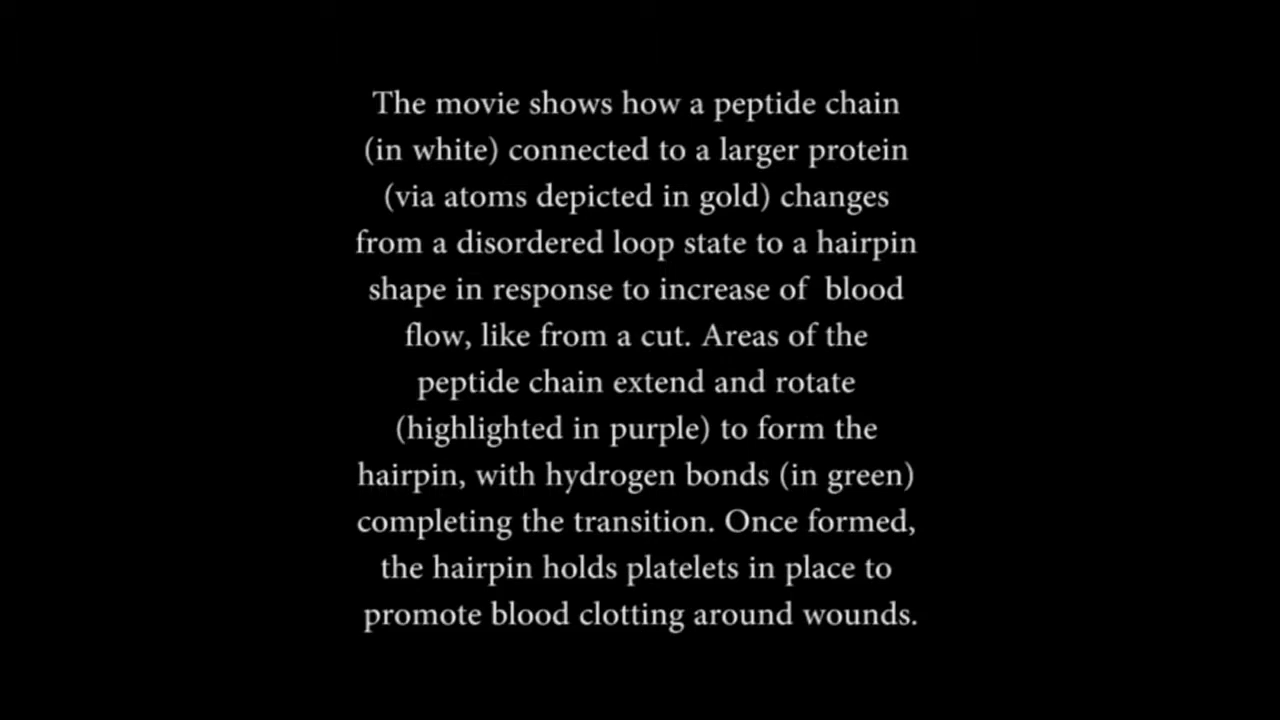 The movie shows how a peptide chain
(in white) connected to a larger protein
(via atoms depicted in gold) changes
from a disordered loop state to a hairpin
shape in response to increase of  blood
flow, like from a cut. Areas of the
peptide chain extend and rotate
(highlighted in purple) to form the
hairpin, with hydrogen bonds (in green)
completing the transition. Once formed,
the hairpin holds platelets in place to
promote blood clotting around wounds.